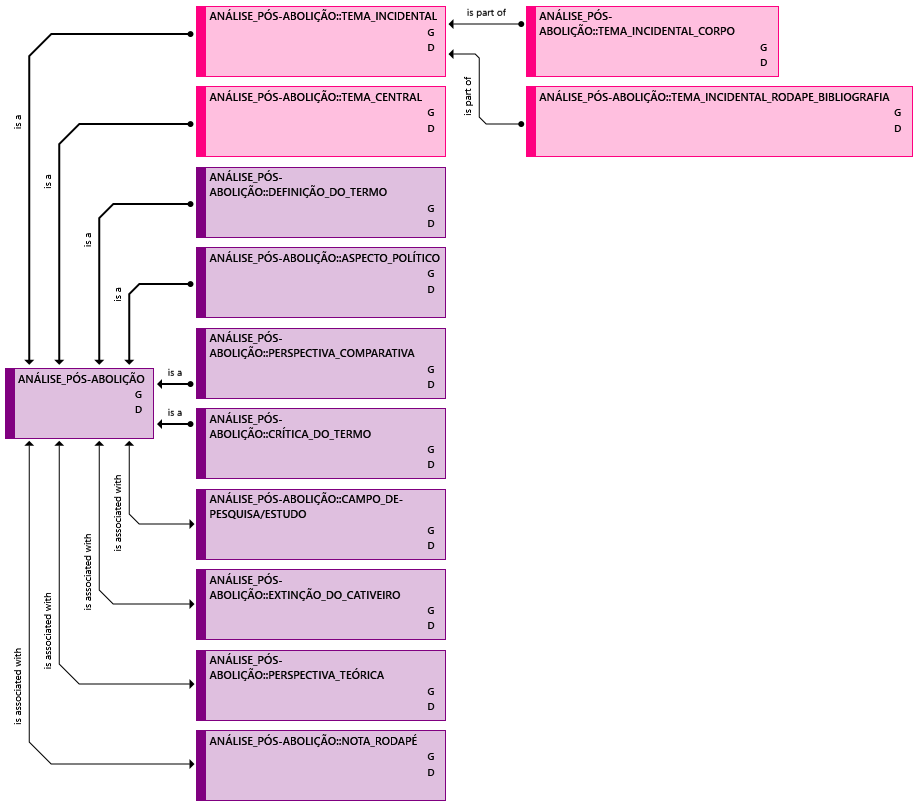 ANÁLISE_PÓS-ABOLIÇÃO::TEMA_INCIDENTAL
G
D
is part of
ANÁLISE_PÓS-
ABOLIÇÃO::TEMA_INCIDENTAL_CORPO
G
D
is part of
ANÁLISE_PÓS-ABOLIÇÃO::TEMA_CENTRAL
G
D
ANÁLISE_PÓS-ABOLIÇÃO::TEMA_INCIDENTAL_RODAPE_BIBLIOGRAFIA
G
D
is a
is a
is a
is a
ANÁLISE_PÓS-
ABOLIÇÃO::DEFINIÇÃO_DO_TERMO
G
D
ANÁLISE_PÓS-ABOLIÇÃO::ASPECTO_POLÍTICO
G
D
ANÁLISE_PÓS-
ABOLIÇÃO::PERSPECTIVA_COMPARATIVA
G
D
ANÁLISE_PÓS-ABOLIÇÃO
G
D
is a
is a
ANÁLISE_PÓS-
ABOLIÇÃO::CRÍTICA_DO_TERMO
G
D
ANÁLISE_PÓS-ABOLIÇÃO::CAMPO_DE-
PESQUISA/ESTUDO
G
D
is associated with
is associated with
is associated with
is associated with
ANÁLISE_PÓS-
ABOLIÇÃO::EXTINÇÃO_DO_CATIVEIRO
G
D
ANÁLISE_PÓS-
ABOLIÇÃO::PERSPECTIVA_TEÓRICA
G
D
ANÁLISE_PÓS-ABOLIÇÃO::NOTA_RODAPÉ
G
D